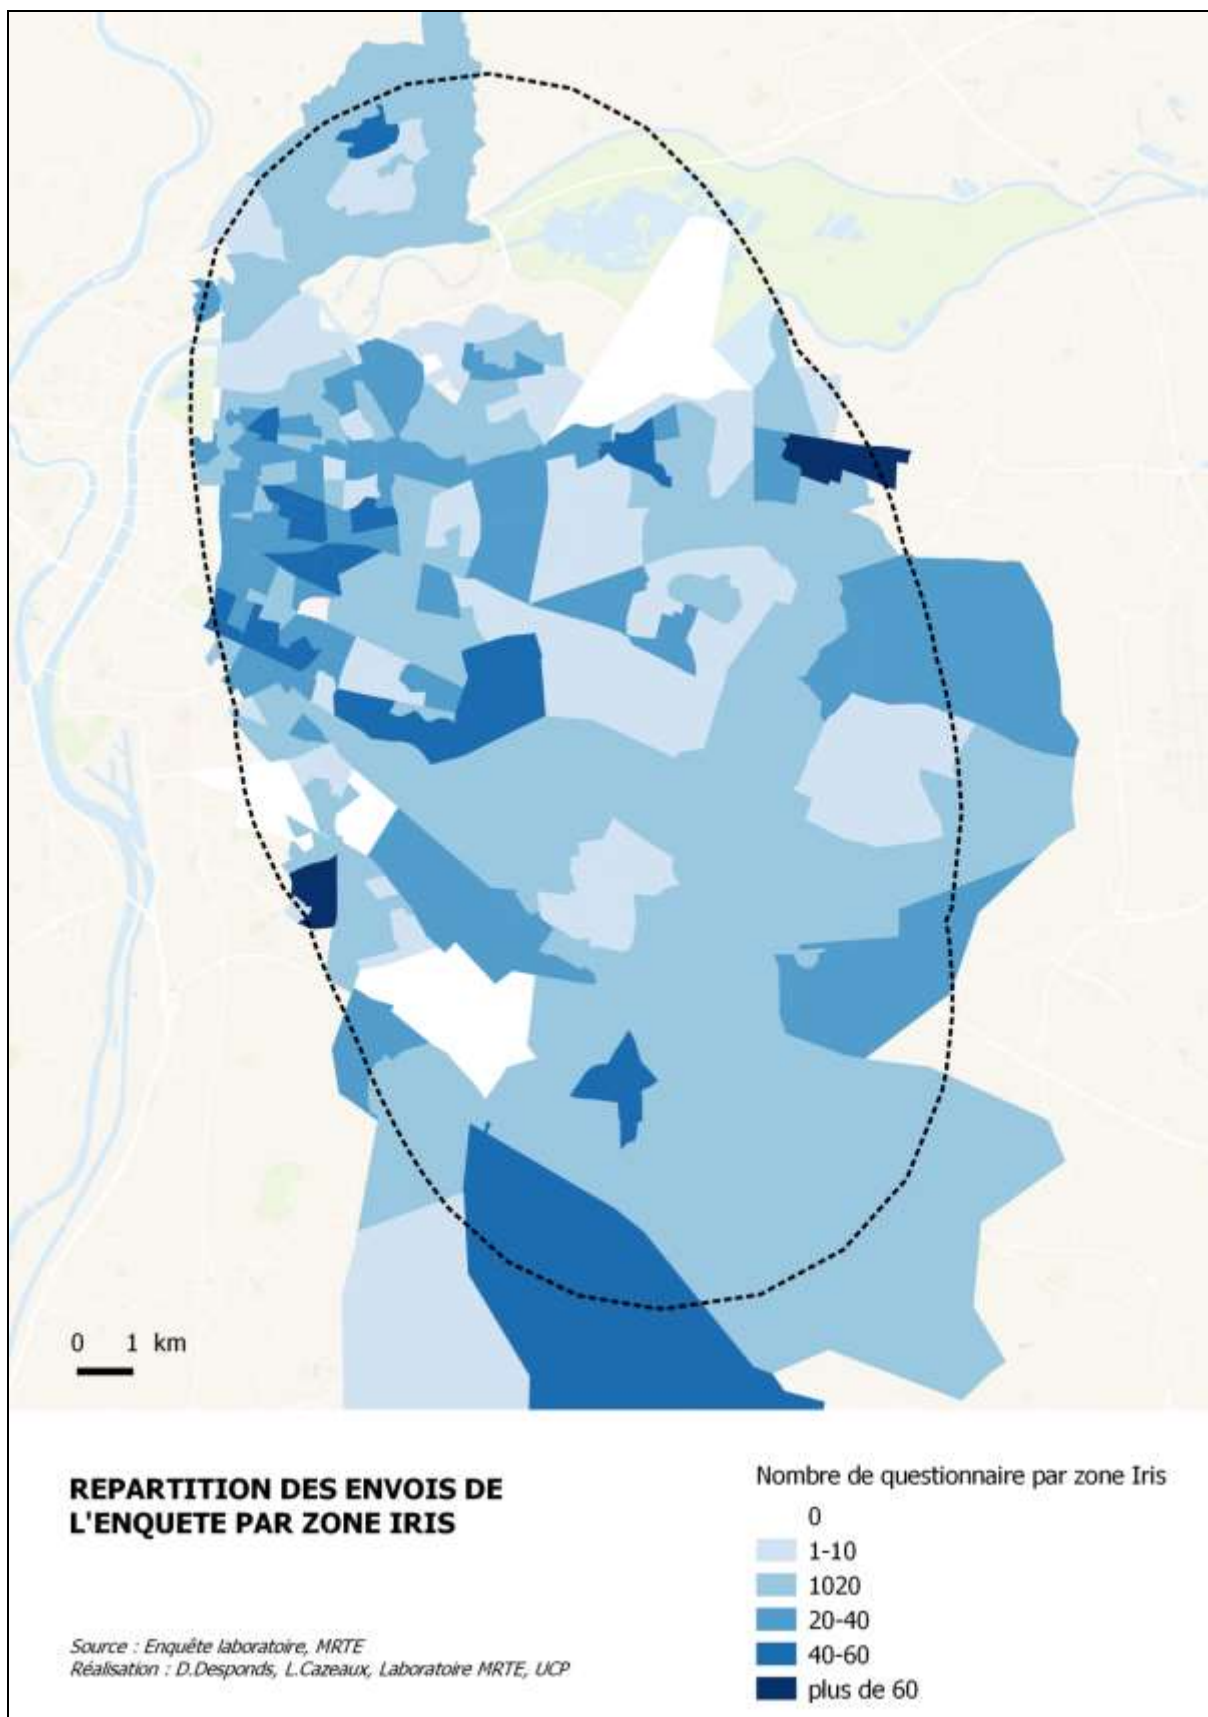 0 1 km
REPARTITION DES ENVOIS DE
L'ENQUETE PAR ZONE IRIS
Source : Enquête laboratoire, MRTE
Réalisation : D.Desponds, L.Cazeaux, Laboratoire MRTE, UCP
Nombre de questionnaire par zone Iris
0
1-10
1020
20-40
40-60
plus de 60